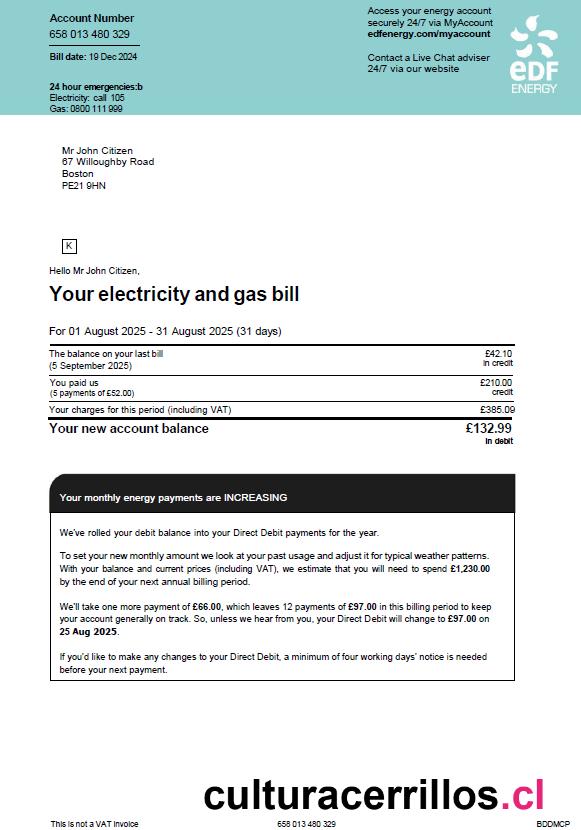 Account Number
658 013 480 329
Bill date: 19 Dec 2024
24 hour emergencies:b
Electricity: call 105
Gas: 0800 111 999
Access your energy account
securely 24/7 via MyAccount
edfenergy.com/myaccount
Contact a Live Chat adviser
24/7 via our website
eDF
ENERGY
Mr John Citizen
67 Willoughby Road
Boston
PE21 9HN
K
Hello Mr John Citizen,
Your electricity and gas bill
For 01 August 2025 - 31 August 2025 (31 days)
The balance on your last bill £42.10
(5 September 2025) in credit
You paid us £210.00
(5 payments of £52.00) credit
Your charges for this period (including VAT) £385.09
Your new account balance £132.99
in debit
Your monthly energy payments are INCREASING
We've rolled your debit balance into your Direct Debit payments for the year.
To set your new monthly amount we look at your past usage and adjust it for typical weather patterns.
With your balance and current prices (including VAT), we estimate that you will need to spend £1,230.00
by the end of your next annual billing period.
We'll take one more payment of £66.00, which leaves 12 payments of £97.00 in this billing period to keep
your account generally on track. So, unless we hear from you, your Direct Debit will change to £97.00 on
25 Aug 2025.
If you'd like to make any changes to your Direct Debit, a minimum of four working days' notice is needed
before your next payment.
culturacerrillos.cl
This is not a VAT invoice 658 013 480 329 BDDMCP